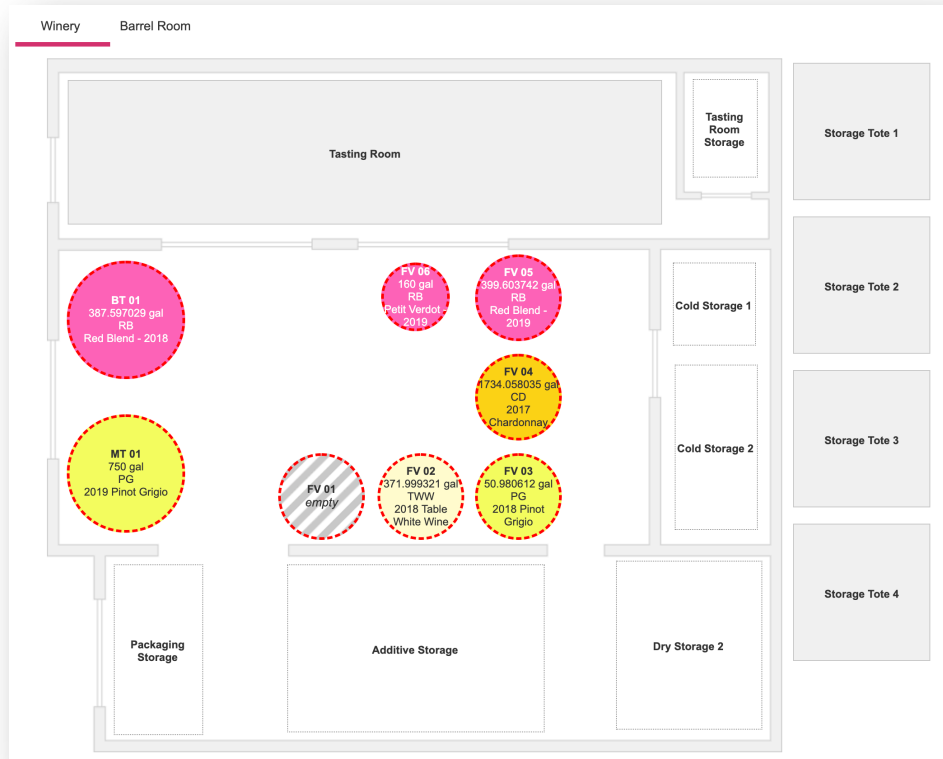 Winery
Barrel Room
Tasting Room
Tasting
Room
Storage
Storage Tote 1
Storage Tote 2
Storage Tote 3
Storage Tote 4
BT 01
387.597029 gal
RB
Red Blend - 2018
FV 06
160 gal
RB
Petit Verdot -
2019
FV 05
399.603742 gal
RB
Red Blend -
2019
Cold Storage 1
FV 04
1734.058035 gal
CD
2017
Chardonnay
Cold Storage 2
MT 01
750 gal
PG
2019 Pinot Grigio
FV 01
empty
FV 02
371.999321 gal
TWW
2018 Table
White Wine
FV 03
50.980612 gal
PG
2018 Pinot
Grigio
Packaging
Storage
Additive Storage
Dry Storage 2